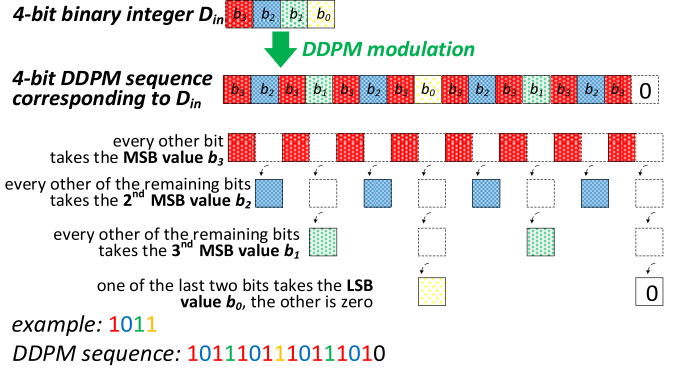 4-bit binary integer Din b3 b2 b1 b0
DDPM modulation
4-bit DDPM sequence
corresponding to Din
b3 b2 b3 b1 b3 b2 b3 b0 b3 b2 b3 b1 b3 b2 b3 0
every other bit
takes the MSB value b3
every other of the remaining bits
takes the 2nd MSB value b2
every other of the remaining bits
takes the 3nd MSB value b1
one of the last two bits takes the LSB
value b0, the other is zero
0
example: 1011
DDPM sequence: 1011101110111010